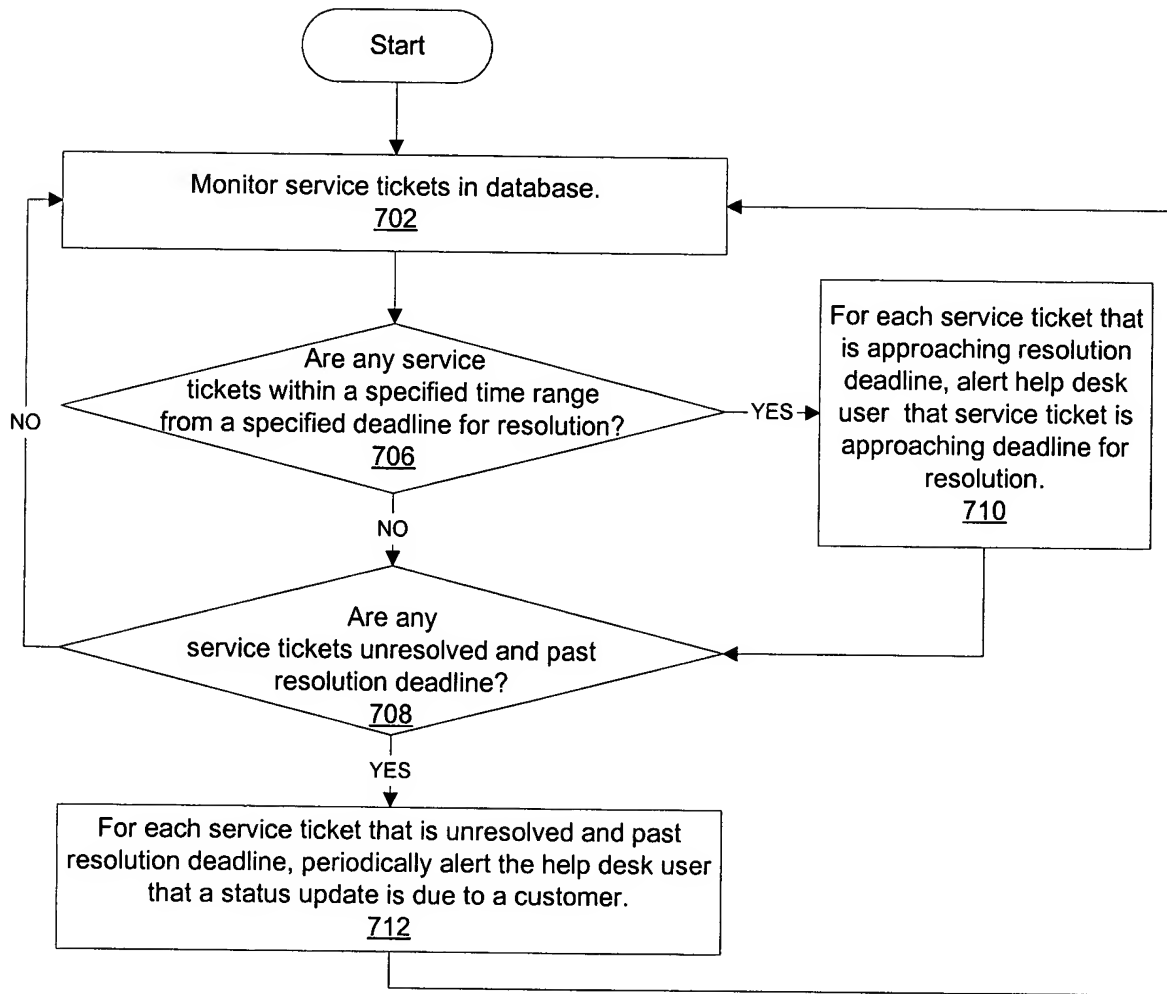 Start
Monitor service tickets in database.
702
Are any service
tickets within a specified time range
from a specified deadline for resolution?
706
YES
For each service ticket that
is approaching resolution
deadline, alert help desk
user that service ticket is
approaching deadline for
resolution.
710
NO
NO
Are any
service tickets unresolved and past
resolution deadline?
708
YES
For each service ticket that is unresolved and past
resolution deadline, periodically alert the help desk user
that a status update is due to a customer.
712